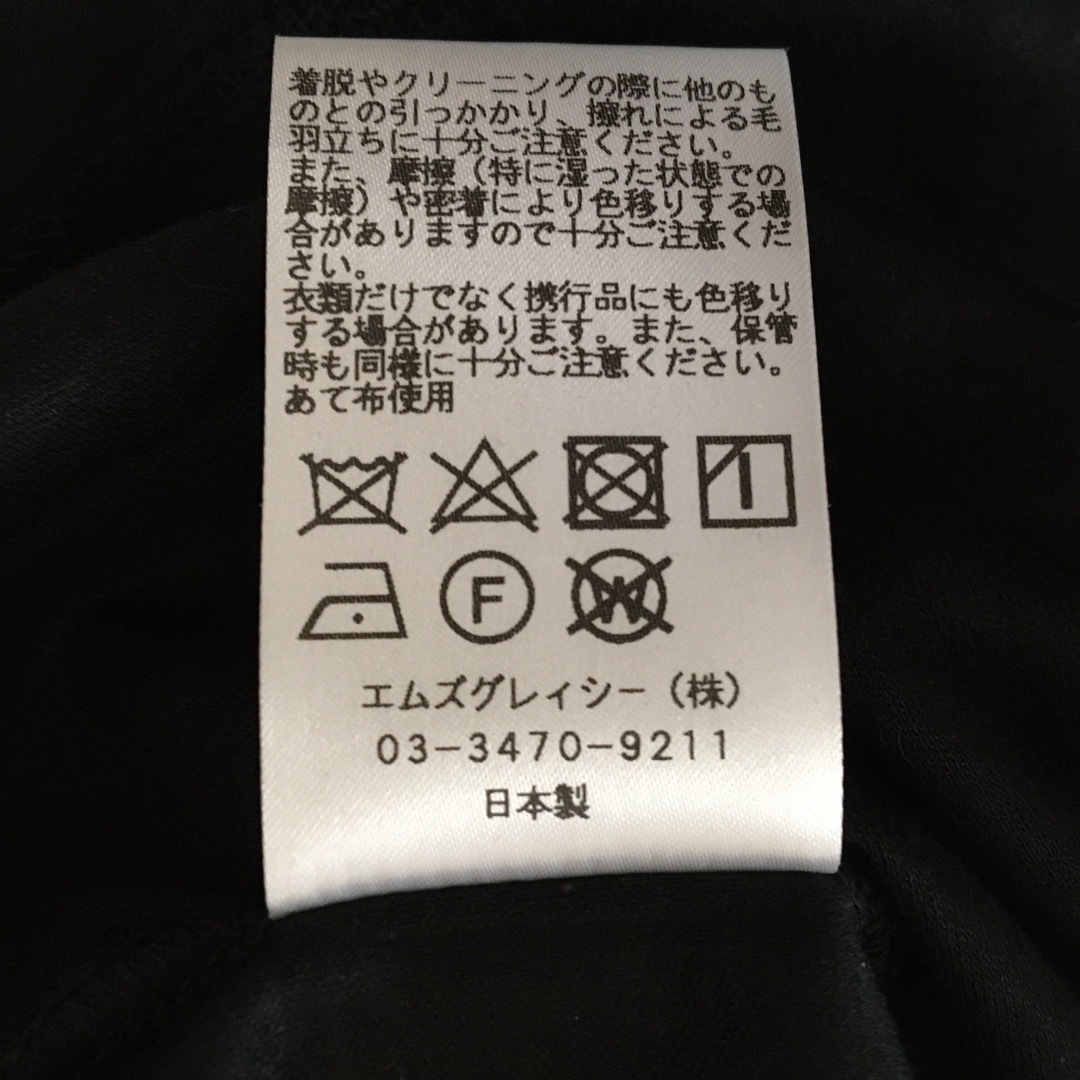 着脱やクリーニングの際に他のも
のとの引っかかり、擦れによる毛
羽立ちに十分ご注意ください。
また、摩擦（特に湿った状態での
摩擦）や密着により色移りする場
合がありますので十分ご注意くだ
さい。
衣類だけでなく携行品にも色移り
する場合があります。また、保管
時も同様に十分ご注意ください。
あて布使用
F W
エムズグレィシー（株）
03-3470-9211
日本製